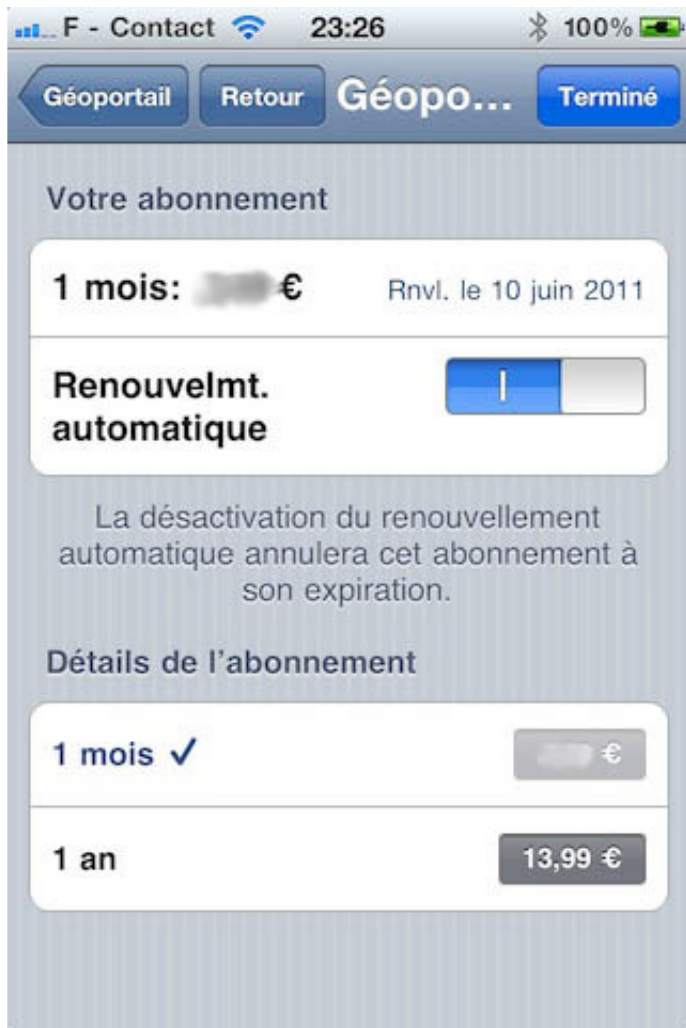 F - Contact 23:26 100%
Géoportail Retour Géopo... Terminé
Votre abonnement
1 mois: € Rnvl. le 10 juin 2011
Renouvelmt.
automatique
La désactivation du renouvellement
automatique annulera cet abonnement à
son expiration.
Détails de l'abonnement
1 mois ✓ €
1 an 13,99 €